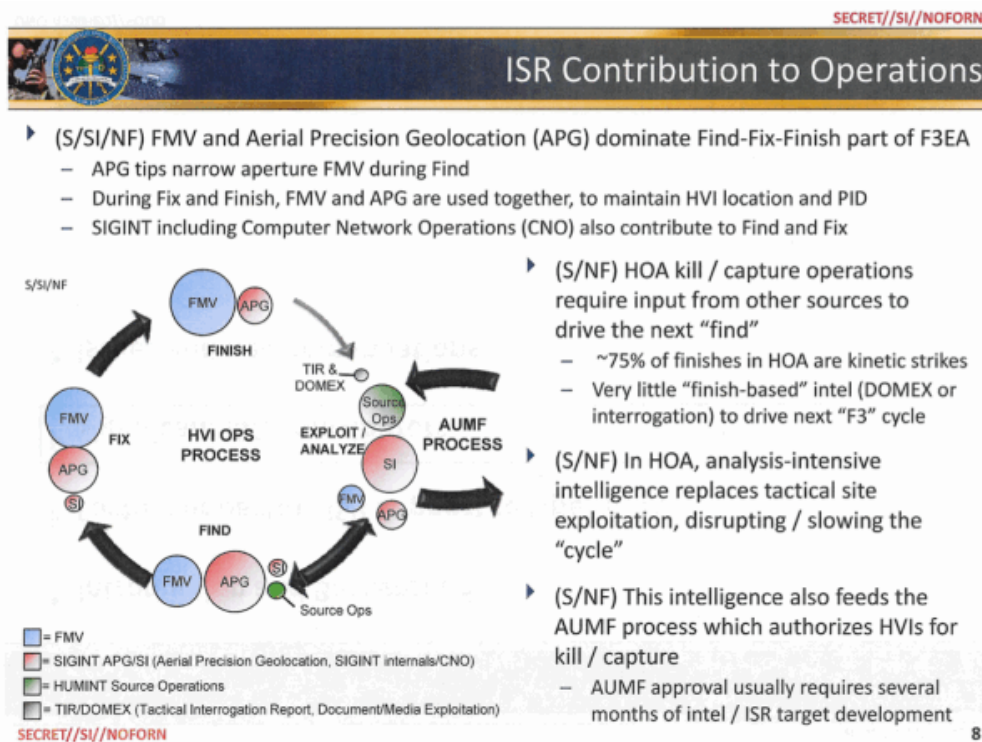 SECRET//SI//NOFORN
ISR Contribution to Operations
(S/SI/NF) FMV and Aerial Precision Geolocation (APG) dominate Find-Fix-Finish part of F3EA
– APG tips narrow aperture FMV during Find
– During Fix and Finish, FMV and APG are used together, to maintain HVI location and PID
– SIGINT including Computer Network Operations (CNO) also contribute to Find and Fix
S/SI/NF
FMV
APG
FINISH
TIR &
DOMEX
Source
Ops
EXPLOIT /
ANALYZE
SI
AUMF
PROCESS
FMV
APG
FMV
FIX
APG
SI
HVI OPS
PROCESS
FIND
FMV
APG
SI
Source Ops
= FMV
= SIGINT APG/SI (Aerial Precision Geolocation, SIGINT internals/CNO)
= HUMINT Source Operations
= TIR/DOMEX (Tactical Interrogation Report, Document/Media Exploitation)
(S/NF) HOA kill / capture operations
require input from other sources to
drive the next “find”
– ~75% of finishes in HOA are kinetic strikes
– Very little “finish-based” intel (DOMEX or
interrogation) to drive next “F3” cycle
(S/NF) In HOA, analysis-intensive
intelligence replaces tactical site
exploitation, disrupting / slowing the
“cycle”
(S/NF) This intelligence also feeds the
AUMF process which authorizes HVIs for
kill / capture
– AUMF approval usually requires several
months of intel / ISR target development
SECRET//SI//NOFORN
8